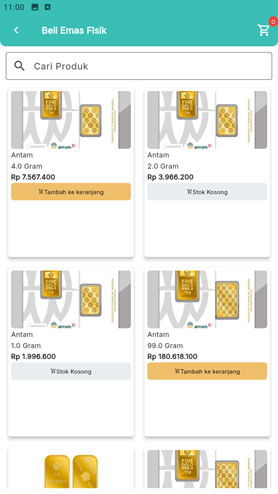 11:00
Beli Emas Fisik
0
Cari Produk
Antam
4.0 Gram
Rp 7.567.400
Tambah ke keranjang
Antam
2.0 Gram
Rp 3.966.200
Stok Kosong
Antam
1.0 Gram
Rp 1.996.600
Stok Kosong
Antam
99.0 Gram
Rp 180.618.100
Tambah ke keranjang